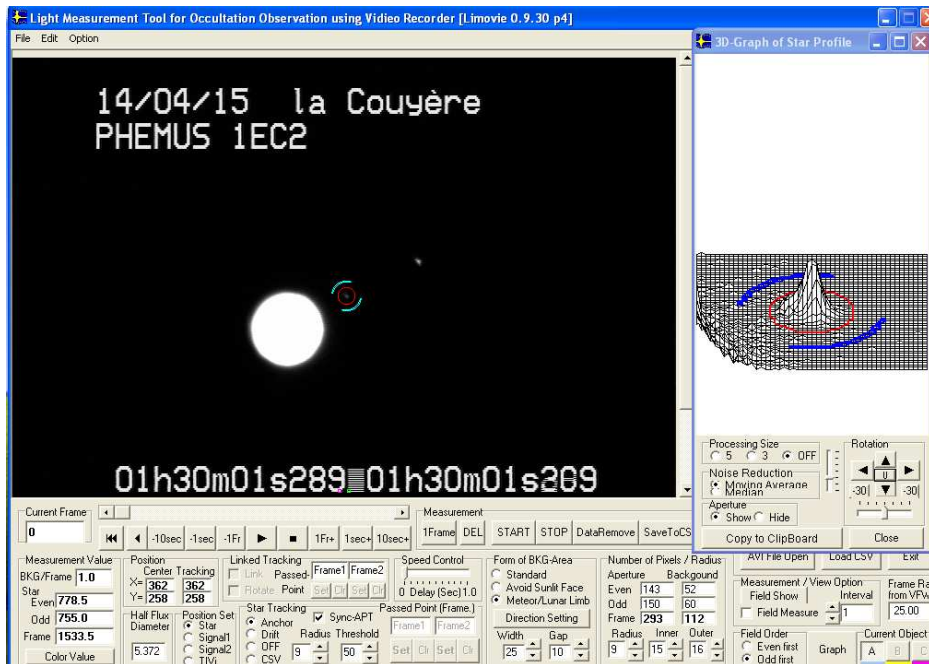 Light Measurement Tool for Occultation Observation using Vidieo Recorder [Limovie 0.9.30 p4]
File Edit Option
3D-Graph of Star Profile
14/04/15 la Couyère
PHEMUS 1EC2
01h30m01s289 01h30m01s309
Processing Size
5 3 OFF
Noise Reduction
Moving Average
Median
Aperture
Show Hide
Rotation
U
-30 -30
Copy to ClipBoard Close
Current Frame
0
Measurement
-10sec -1sec -1Fr 1Fr+ 1sec+ 10sec+
1Frame DEL START STOP DataRemove SaveToCS
AVI File Open Load CSV Exit
Measurement Value
BKG/Frame 1.0
Star
Even 778.5
Odd 755.0
Frame 1533.5
Color Value
Position
Center Tracking
X= 362 362
Y= 258 258
Half Flux Diameter
5.372
Position Set
Star
Signal1
Signal2
TIVi
Linked Tracking
Link Passed- Frame1 Frame2
Rotate Point Set Clr Set Clr
Star Tracking
Anchor
Drift
OFF
CSV
Sync-APT
Radius Threshold
9 50
Speed Control
0 Delay (Sec) 1.0
Passed Point (Frame.)
Frame1 Frame2
Set Clr Set Clr
Form of BKG-Area
Standard
Avoid Sunlit Face
Meteor/Lunar Limb
Direction Setting
Width Gap
25 10
Number of Pixels / Radius
Aperture Backgound
Even 143 52
Odd 150 60
Frame 293 112
Radius Inner Outer
9 15 16
Measurement / View Option
Field Show Interval
Field Measure 1
Frame Ra
from VFW
25.00
Field Order
Even first
Odd first
Graph
Current Object
A B C